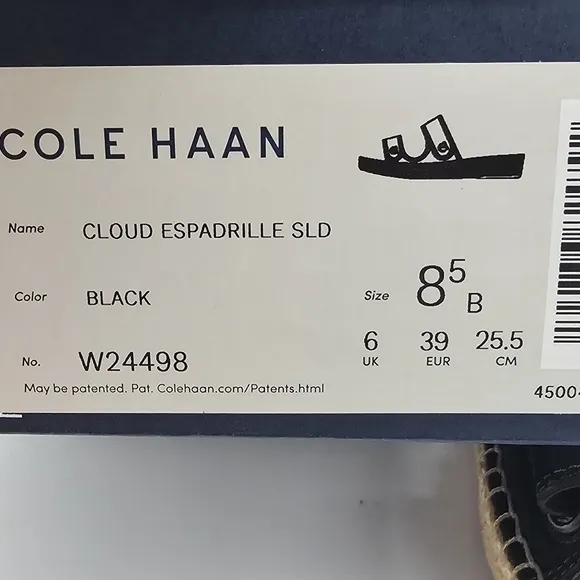 COLE HAAN
Name CLOUD ESPADRILLE SLD
Color BLACK
Size 8⁵ B
No. W24498
6 39 25.5
UK EUR CM
May be patented. Pat. Colehaan.com/Patents.html
4500